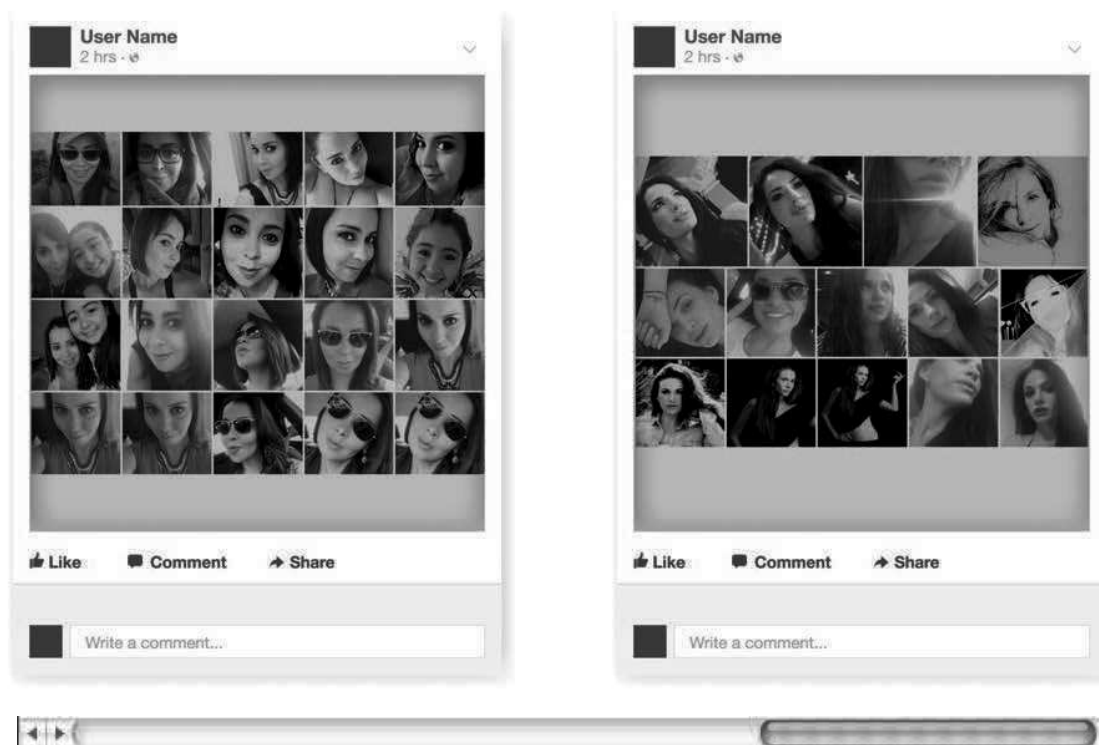 User Name
2 hrs ·
Like Comment Share
Write a comment...
User Name
2 hrs ·
Like Comment Share
Write a comment...